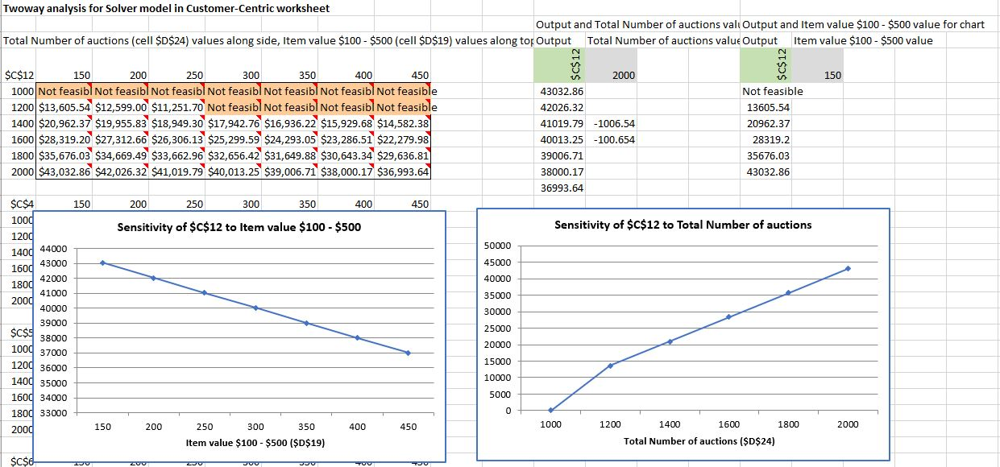 Twoway analysis for Solver model in Customer-Centric worksheet
Output and Total Number of auctions valu Output and Item value $100 - $500 value for chart
Total Number of auctions (cell $D$24) values along side, Item value $100 - $500 (cell $D$19) values along top Output Total Number of auctions value Output Item value $100 - $500 value
$C$12 150 200 250 300 350 400 450 $C$12 2000 $C$12 150
1000 Not feasibl Not feasibl Not feasibl Not feasibl Not feasibl Not feasibl Not feasible 43032.86 Not feasible
1200 $13,605.54 $12,599.00 $11,251.70 Not feasibl Not feasibl Not feasibl Not feasible 42026.32 13605.54
1400 $20,962.37 $19,955.83 $18,949.30 $17,942.76 $16,936.22 $15,929.68 $14,582.38 41019.79 -1006.54 20962.37
1600 $28,319.20 $27,312.66 $26,306.13 $25,299.59 $24,293.05 $23,286.51 $22,279.98 40013.25 -100.654 28319.2
1800 $35,676.03 $34,669.49 $33,662.96 $32,656.42 $31,649.88 $30,643.34 $29,636.81 39006.71 35676.03
2000 $43,032.86 $42,026.32 $41,019.79 $40,013.25 $39,006.71 $38,000.17 $36,993.64 38000.17 43032.86
36993.64
$C$4 150 200 250 300 350 400 450
1000
1200
1400
1600
1800
2000
$C$5
1000
1200
1400
1600
1800
2000
$C$6
Sensitivity of $C$12 to Item value $100 - $500
44000
43000
42000
41000
40000
39000
38000
37000
36000
35000
34000
33000
150 200 250 300 350 400 450
Item value $100 - $500 ($D$19)
Sensitivity of $C$12 to Total Number of auctions
50000
45000
40000
35000
30000
25000
20000
15000
10000
5000
0
1000 1200 1400 1600 1800 2000
Total Number of auctions ($D$24)